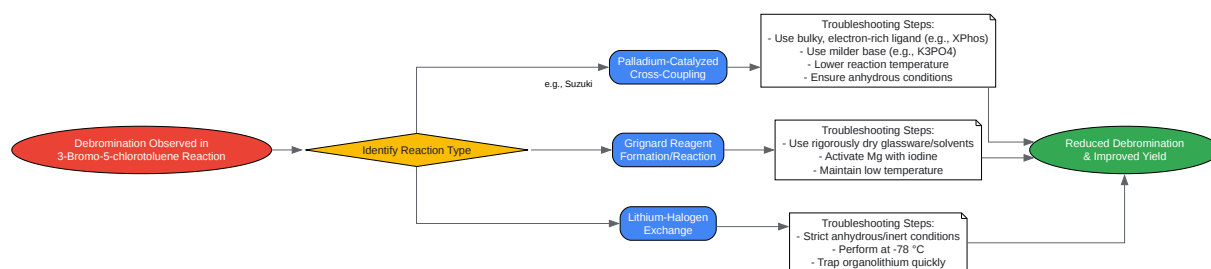 Debromination Observed in
3-Bromo-5-chlorotoluene Reaction
Identify Reaction Type
e.g., Suzuki
Palladium-Catalyzed
Cross-Coupling
Troubleshooting Steps:
- Use bulky, electron-rich ligand (e.g., XPhos)
- Use milder base (e.g., K3PO4)
- Lower reaction temperature
- Ensure anhydrous conditions
Grignard Reagent
Formation/Reaction
Troubleshooting Steps:
- Use rigorously dry glassware/solvents
- Activate Mg with iodine
- Maintain low temperature
Lithium-Halogen
Exchange
Troubleshooting Steps:
- Strict anhydrous/inert conditions
- Perform at -78 °C
- Trap organolithium quickly
Reduced Debromination
& Improved Yield